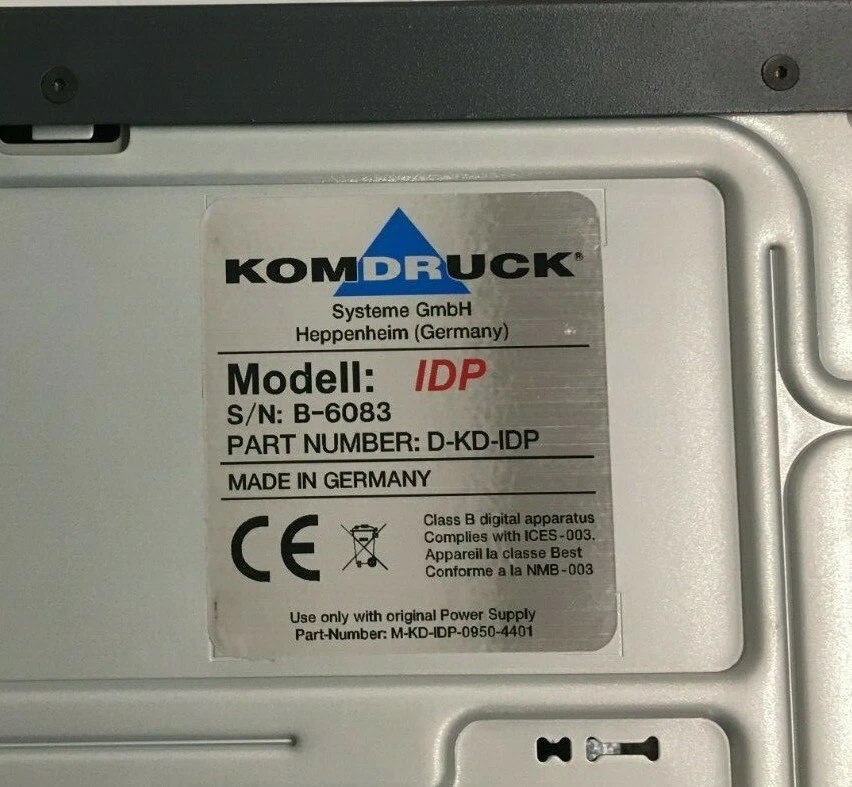 KOMDRUCK®
Systeme GmbH
Heppenheim (Germany)
Modell: IDP
S/N: B-6083
PART NUMBER: D-KD-IDP
MADE IN GERMANY
CE
Class B digital apparatus
Complies with ICES-003.
Appareil la classe Best
Conforme a la NMB-003
Use only with original Power Supply
Part-Number: M-KD-IDP-0950-4401